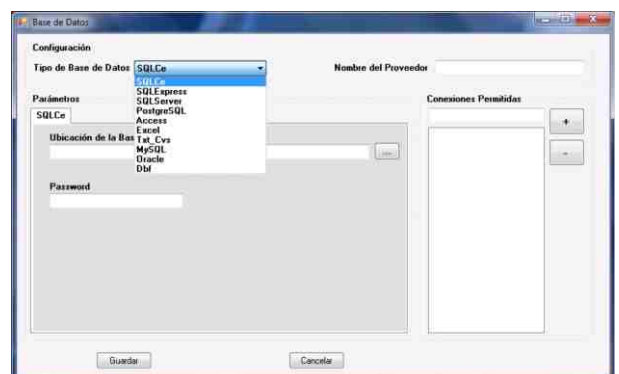 Base de Datos
Configuración
Tipo de Base de Datos SQLCe Nombre del Proveedor
SQLCe
SQLExpress
SQLServer
PostgreSQL
Access
Excel
Txt_Cvs
MySQL
Oracle
Dbf
Parámetros Conexiones Permitidas
SQLCe
+
Ubicación de la Bas
...
-
Password
Guardar Cancelar